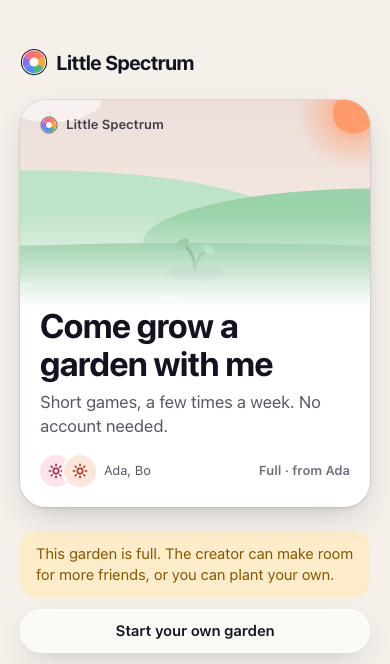 Little Spectrum
Little Spectrum
Come grow a
garden with me
Short games, a few times a week. No
account needed.
Ada, Bo
Full · from Ada
This garden is full. The creator can make room
for more friends, or you can plant your own.
Start your own garden